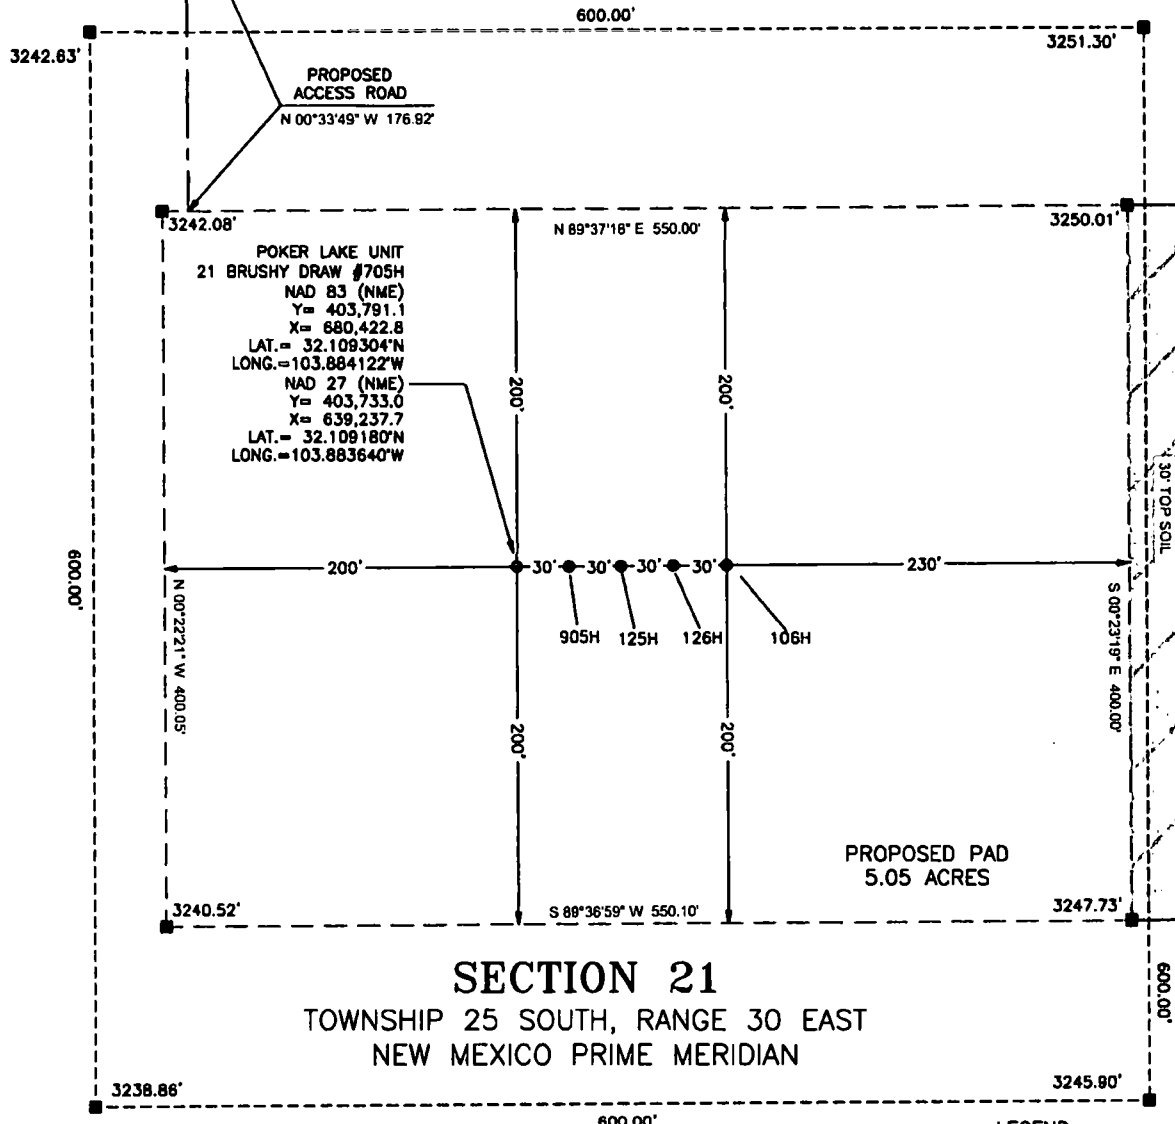 600.00'
3242.63'
3251.30'
PROPOSED
ACCESS ROAD
N 00°33'49" W 176.92'
3242.08'
N 89°37'18" E 550.00'
3250.01'
POKER LAKE UNIT
21 BRUSHY DRAW #705H
NAD 83 (NME)
Y= 403,791.1
X= 680,422.8
LAT.= 32.109304°N
LONG.=103.884122°W
NAD 27 (NME)
Y= 403,733.0
X= 639,237.7
LAT.= 32.109180°N
LONG.=103.883640°W
200'
200'
30' TOP SOIL
600.00'
200'
30'
30'
30'
30'
230'
905H
125H
126H
106H
N 00°22'21" W 400.05'
S 00°23'19" E 400.00'
200'
200'
PROPOSED PAD
5.05 ACRES
3240.52'
S 89°36'59" W 550.10'
3247.73'
SECTION 21
TOWNSHIP 25 SOUTH, RANGE 30 EAST
NEW MEXICO PRIME MERIDIAN
600.00'
3238.86'
3245.90'
600.00'
LEGEND